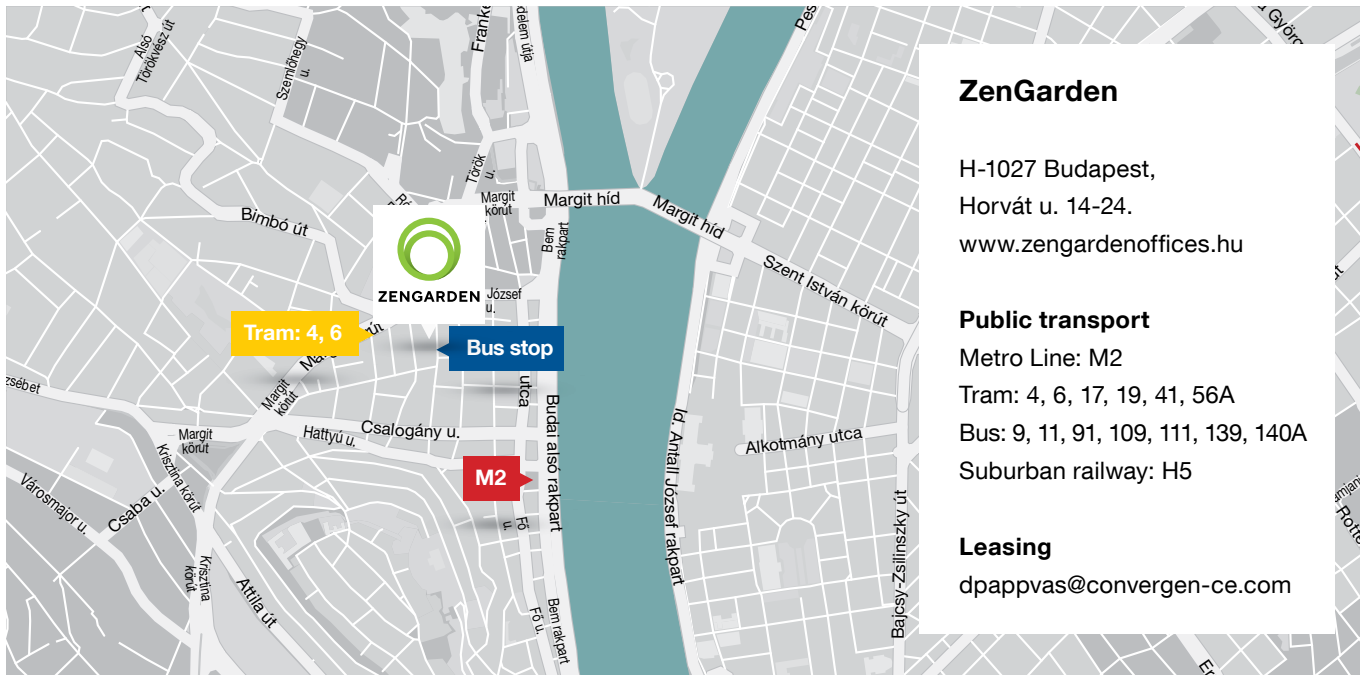 Alsó
Törökvész út
Szemlőhegy
u.
Török
u.
Margit
körút
Margit híd
Margit híd
Bem
rakpart
Bimbó út
ZENGARDEN
József
u.
Szent István körút
Tram: 4, 6
Bus stop
Margit
körút
utca
Csalogány u.
Hattyú u.
Margit
körút
Krisztina körút
Budai alsó rakpart
Id. Antall József rakpart
Alkotmány utca
M2
Városmajor u.
Csaba u.
Fő
u.
Krisztina
körút
Attila út
Fő u.
Bem rakpart
Bajcsy-Zsilinszky út
ZenGarden
H-1027 Budapest,
Horvát u. 14-24.
www.zengardenoffices.hu
Public transport
Metro Line: M2
Tram: 4, 6, 17, 19, 41, 56A
Bus: 9, 11, 91, 109, 111, 139, 140A
Suburban railway: H5
Leasing
dpappvas@convergen-ce.com